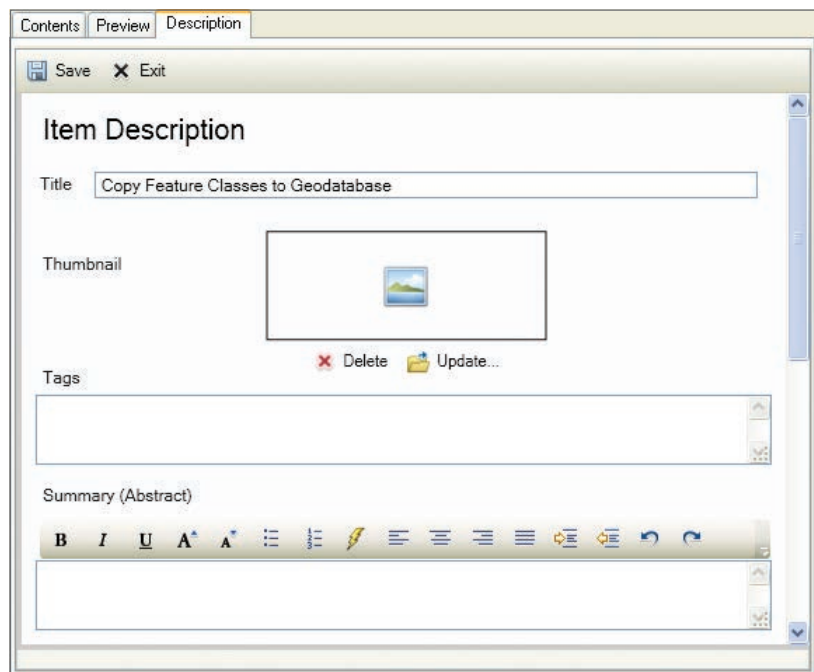 Contents Preview Description
Save Exit
Item Description
Title Copy Feature Classes to Geodatabase
Thumbnail
Delete Update...
Tags
Summary (Abstract)
B I U A A